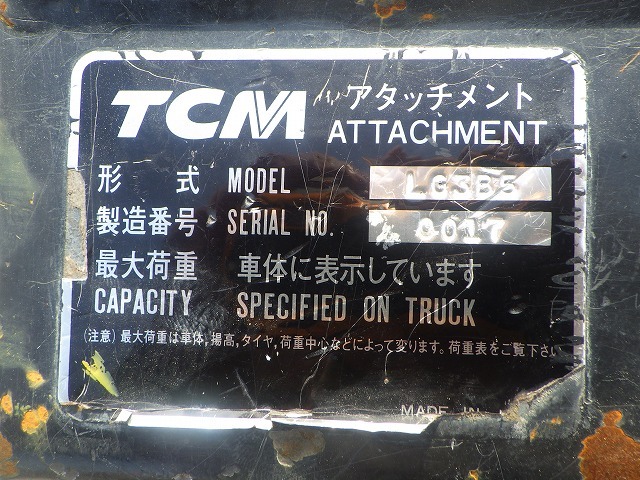 TCM アタッチメント
ATTACHMENT
形 式 MODEL LG3B5
製造番号 SERIAL NO. 0017
最大荷重 車体に表示しています
CAPACITY SPECIFIED ON TRUCK
(注意) 最大荷重は車体,揚高,タイヤ,荷重中心などによって変ります。荷重表をご覧下さい
MADE IN